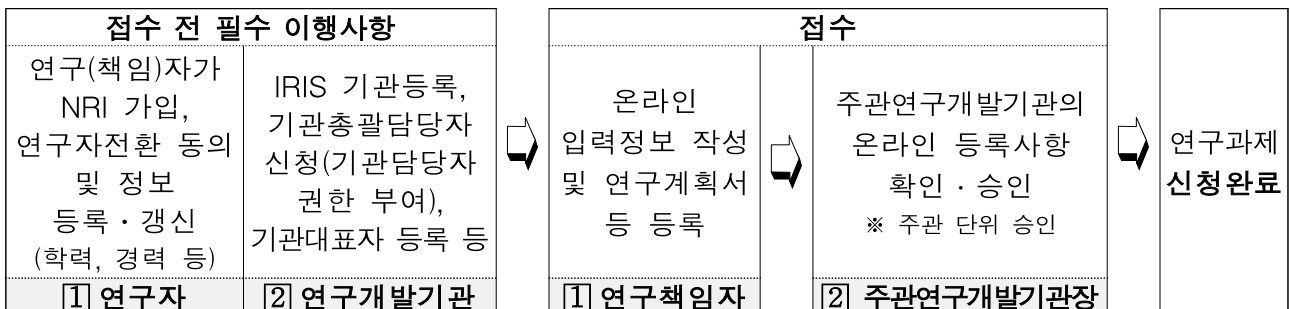 접수 전 필수 이행사항
연구(책임)자가
NRI 가입,
연구자전환 동의
및 정보
등록·갱신
(학력, 경력 등)
1 연구자
IRIS 기관등록,
기관총괄담당자
신청(기관담당자
권한 부여),
기관대표자 등록 등
2 연구개발기관
접수
온라인
입력정보 작성
및 연구계획서
등 등록
1 연구책임자
주관연구개발기관의
온라인 등록사항
확인·승인
※ 주관 단위 승인
2 주관연구개발기관장
연구과제
신청완료